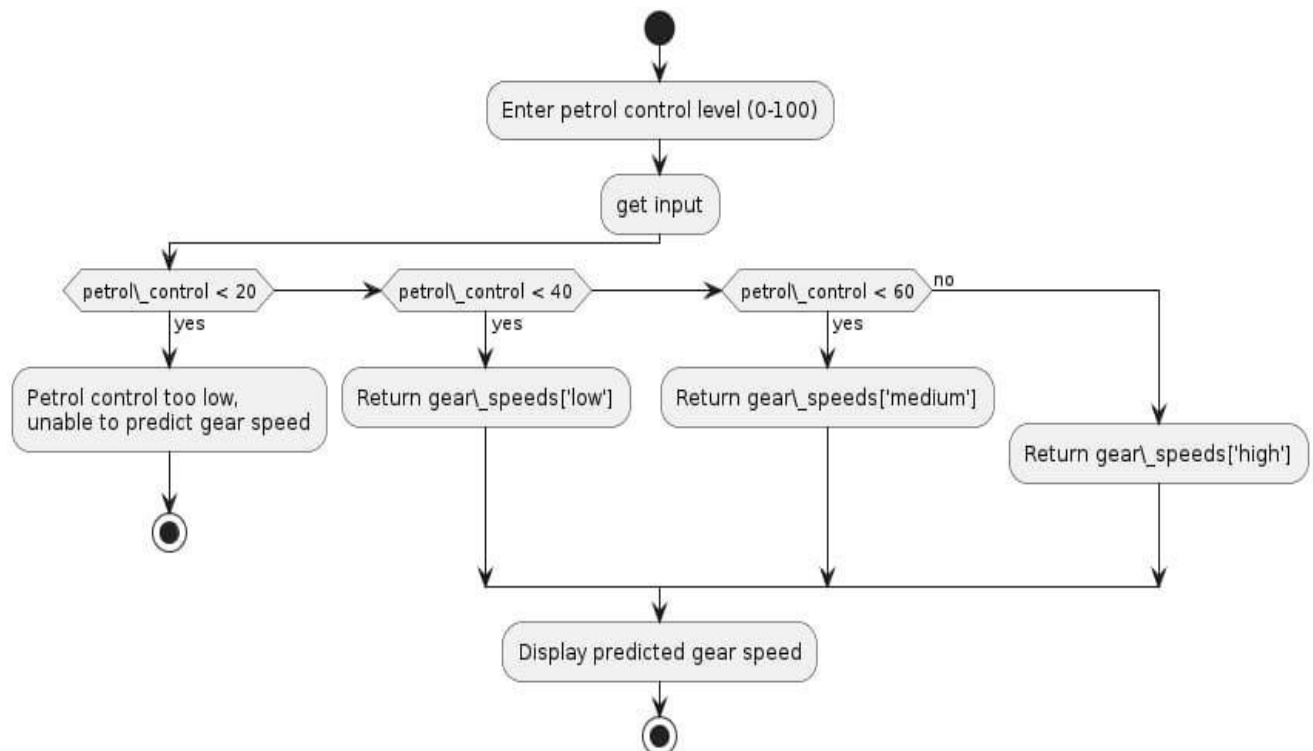 Enter petrol control level (0-100)
get input
petrol\_control < 20
petrol\_control < 40
petrol\_control < 60
no
yes
yes
yes
Petrol control too low,
unable to predict gear speed
Return gear\_speeds['low']
Return gear\_speeds['medium']
Return gear\_speeds['high']
Display predicted gear speed